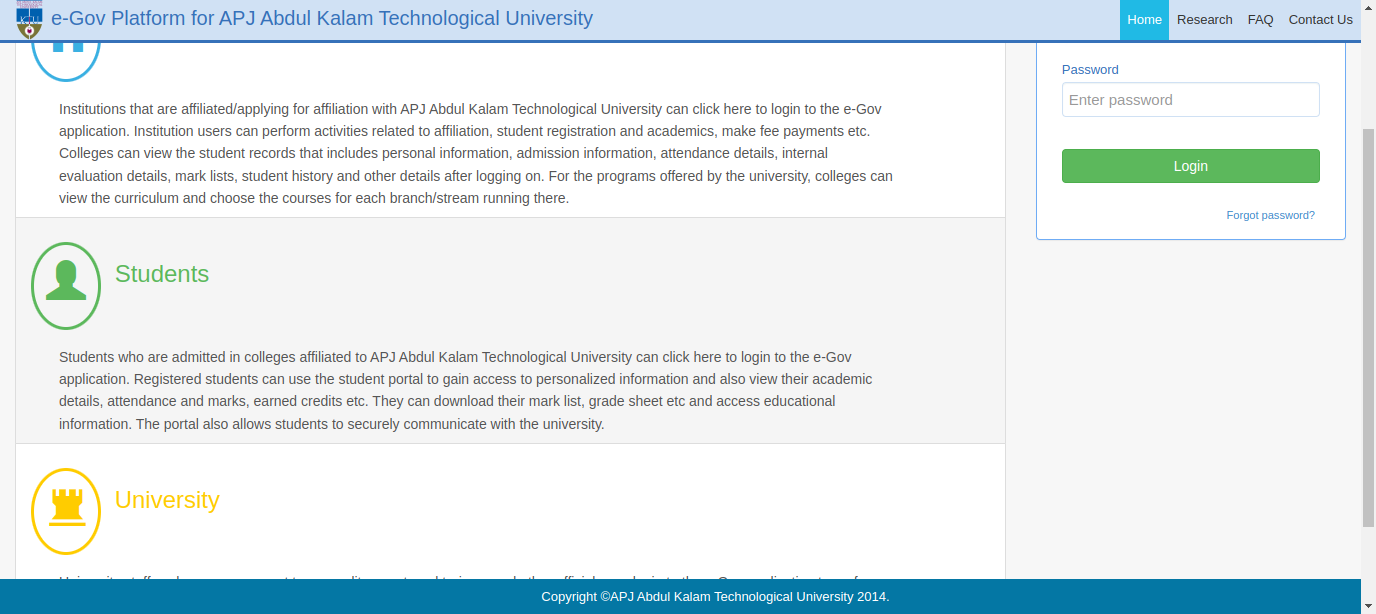 e-Gov Platform for APJ Abdul Kalam Technological University
Home Research FAQ Contact Us
Institutions that are affiliated/applying for affiliation with APJ Abdul Kalam Technological University can click here to login to the e-Gov
application. Institution users can perform activities related to affiliation, student registration and academics, make fee payments etc.
Colleges can view the student records that includes personal information, admission information, attendance details, internal
evaluation details, mark lists, student history and other details after logging on. For the programs offered by the university, colleges can
view the curriculum and choose the courses for each branch/stream running there.
Students
Students who are admitted in colleges affiliated to APJ Abdul Kalam Technological University can click here to login to the e-Gov
application. Registered students can use the student portal to gain access to personalized information and also view their academic
details, attendance and marks, earned credits etc. They can download their mark list, grade sheet etc and access educational
information. The portal also allows students to securely communicate with the university.
University
Password
Enter password
Login
Forgot password?
Copyright ©APJ Abdul Kalam Technological University 2014.